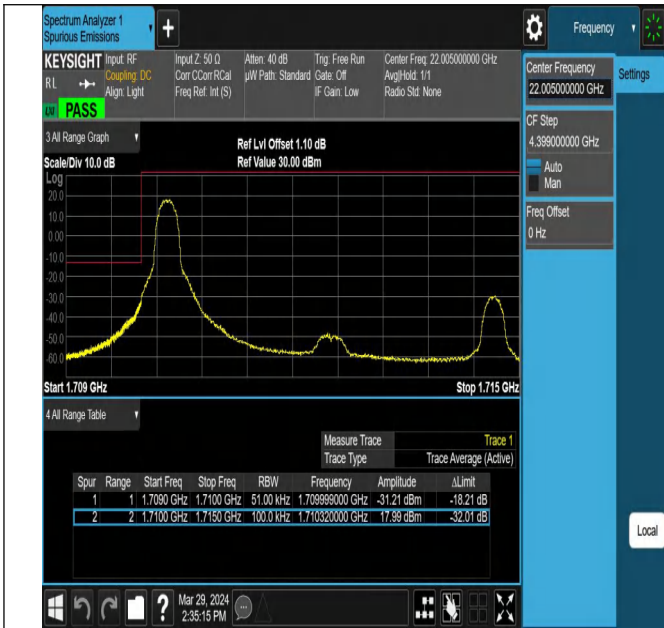 Spectrum Analyzer 1
Spurious Emissions
Frequency
KEYSIGHT Input: RF Input Z: 50 Ω Atten: 40 dB Trig: Free Run Center Freq: 22.005000000 GHz
RL Coupling: DC Corr CCorr RCal µW Path: Standard Gate: Off Avg|Hold: 1/1
Align: Light Freq Ref: Int (S) IF Gain: Low Radio Std: None
PASS
Center Frequency
22.005000000 GHz
Settings
CF Step
4.399000000 GHz
Auto
Man
Freq Offset
0 Hz
3 All Range Graph
Ref Lvl Offset 1.10 dB
Scale/Div 10.0 dB Ref Value 30.00 dBm
Log
20.0
10.0
0.00
-10.0
-20.0
-30.0
-40.0
-50.0
-60.0
Start 1.709 GHz Stop 1.715 GHz
4 All Range Table
Measure Trace Trace 1
Trace Type Trace Average (Active)
Spur Range Start Freq Stop Freq RBW Frequency Amplitude ΔLimit
1 1 1.7090 GHz 1.7100 GHz 51.00 kHz 1.709999000 GHz -31.21 dBm -18.21 dB
2 2 1.7100 GHz 1.7150 GHz 100.0 kHz 1.710320000 GHz 17.99 dBm -32.01 dB
Local
Mar 29, 2024
2:35:15 PM